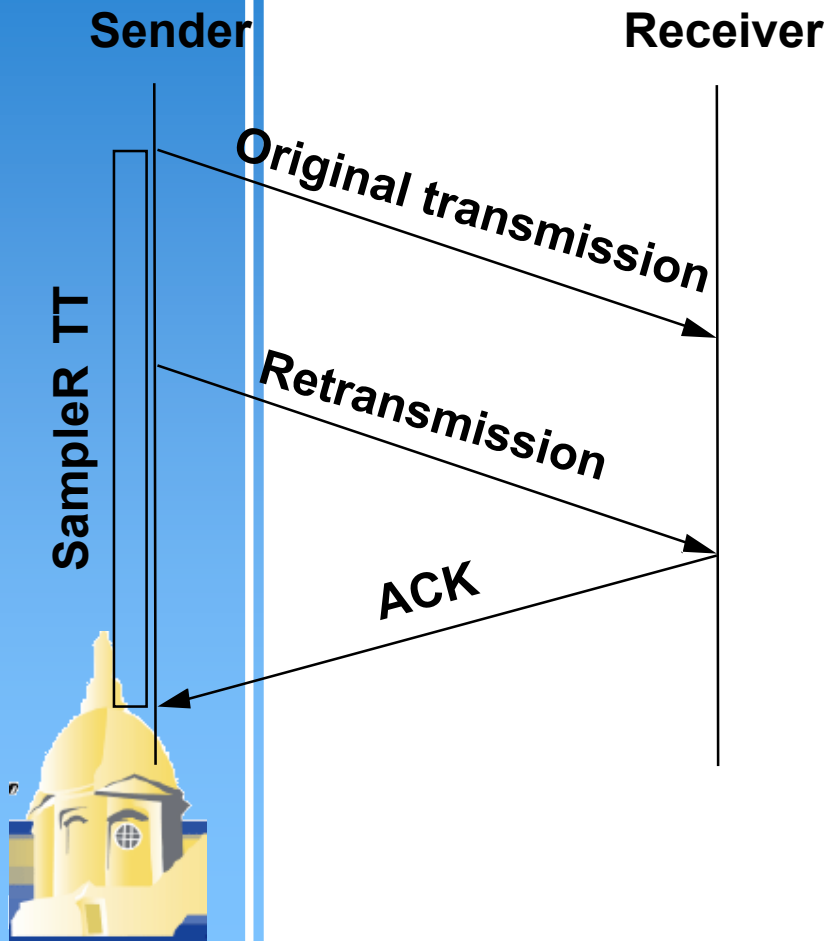 Sender
Receiver
Original transmission
SampleR TT
Retransmission
ACK